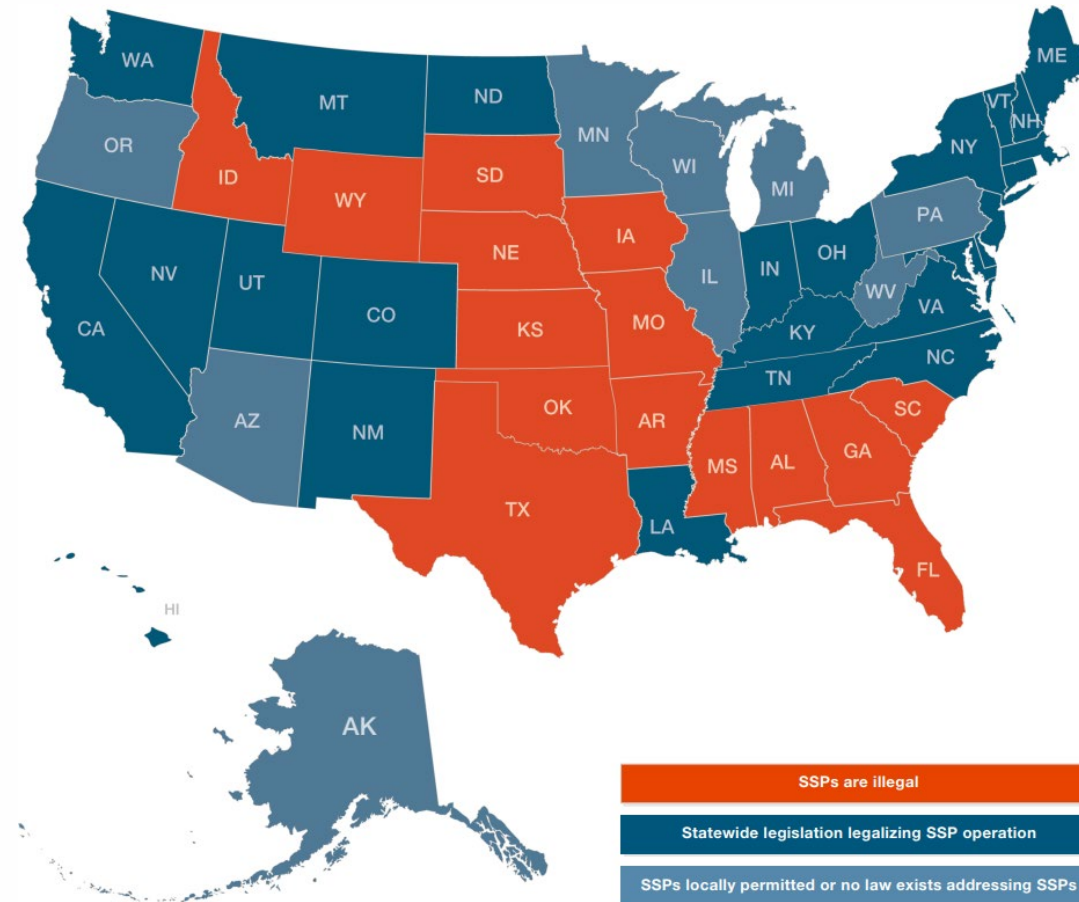 ME
WA
VT
NH
MT
ND
MN
OR
NY
WI
ID
SD
MI
WY
PA
IA
NE
OH
IN
IL
NV
UT
WV
VA
CO
CA
KS
MO
KY
NC
TN
OK
AZ
NM
AR
SC
MS
AL
GA
TX
LA
FL
HI
AK
SSPs are illegal
Statewide legislation legalizing SSP operation
SSPs locally permitted or no law exists addressing SSPs